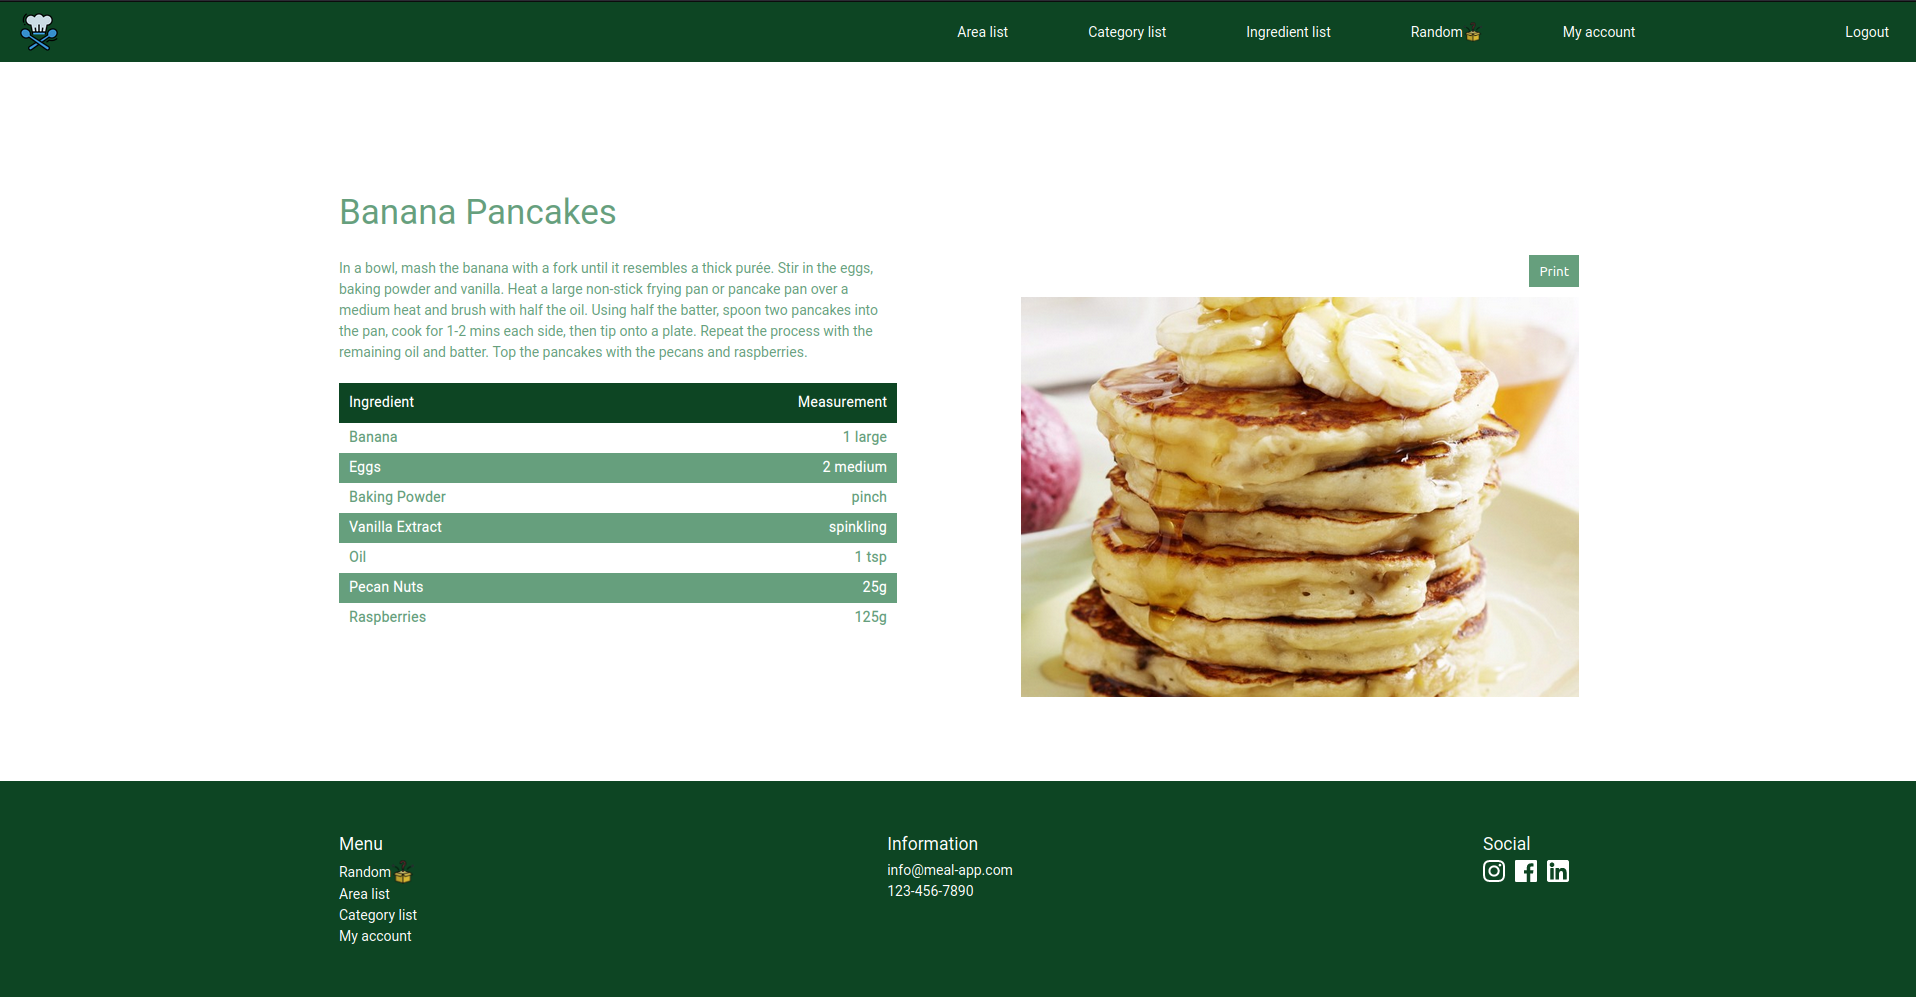 Area list
Category list
Ingredient list
Random
My account
Logout
Banana Pancakes
In a bowl, mash the banana with a fork until it resembles a thick purée. Stir in the eggs,
baking powder and vanilla. Heat a large non-stick frying pan or pancake pan over a
medium heat and brush with half the oil. Using half the batter, spoon two pancakes into
the pan, cook for 1-2 mins each side, then tip onto a plate. Repeat the process with the
remaining oil and batter. Top the pancakes with the pecans and raspberries.
Print
Ingredient Measurement
Banana 1 large
Eggs 2 medium
Baking Powder pinch
Vanilla Extract spinkling
Oil 1 tsp
Pecan Nuts 25g
Raspberries 125g
Menu
Random
Area list
Category list
My account
Information
info@meal-app.com
123-456-7890
Social